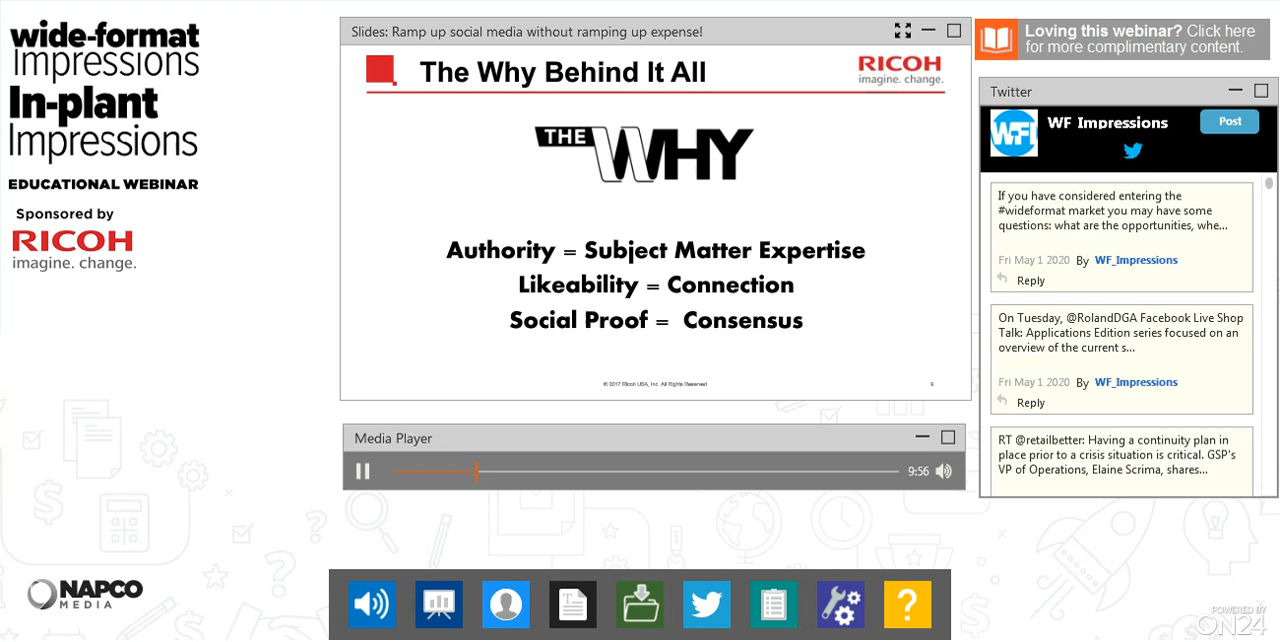 wide-format
Impressions
In-plant
Impressions
EDUCATIONAL WEBINAR
Sponsored by
RICOH
imagine. change.
Slides: Ramp up social media without ramping up expense!
The Why Behind It All
RICOH
imagine. change.
THE WHY
Authority = Subject Matter Expertise
Likeability = Connection
Social Proof = Consensus
© 2017 Ricoh USA, Inc. All Rights Reserved.
9
Media Player
9:56
Loving this webinar? Click here
for more complimentary content.
Twitter
WF! WF Impressions
Post
If you have considered entering the
#wideformat market you may have some
questions: what are the opportunities, whe...
Fri May 1 2020 By WF_Impressions
Reply
On Tuesday, @RolandDGA Facebook Live Shop
Talk: Applications Edition series focused on an
overview of the current s...
Fri May 1 2020 By WF_Impressions
Reply
RT @retailbetter: Having a continuity plan in
place prior to a crisis situation is critical. GSP's
VP of Operations, Elaine Scrima, shares...
NAPCO
MEDIA
T
?
POWERED BY
ON24